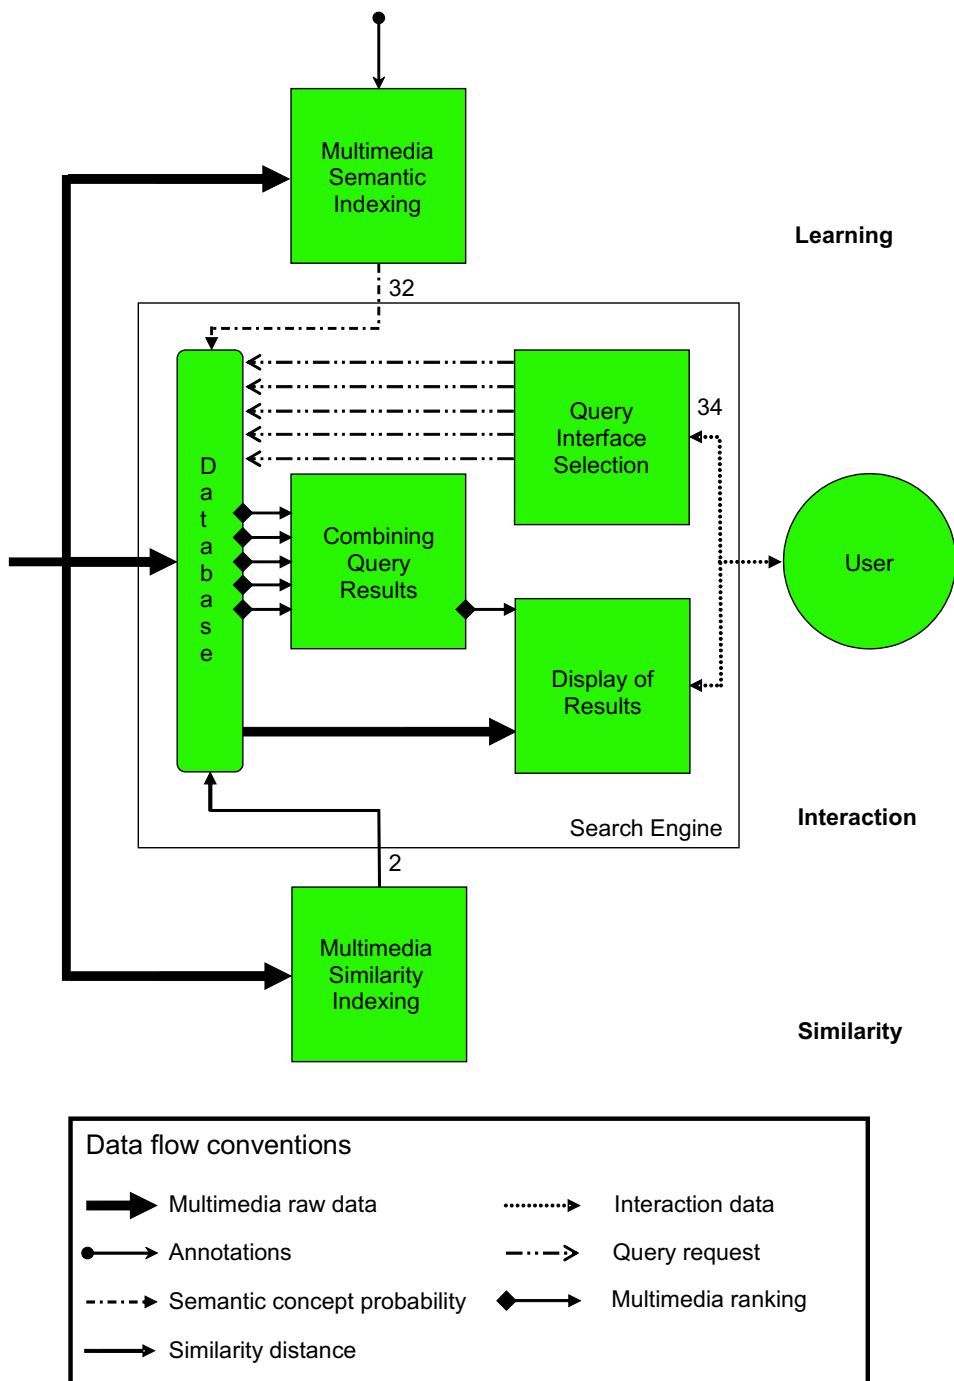 Multimedia
Semantic
Indexing
Learning
32
Query
Interface
Selection
34
D
a
t
a
b
a
s
e
Combining
Query
Results
User
Display of
Results
Interaction
Search Engine
2
Multimedia
Similarity
Indexing
Similarity
Data flow conventions
Multimedia raw data
Interaction data
Annotations
Query request
Semantic concept probability
Multimedia ranking
Similarity distance